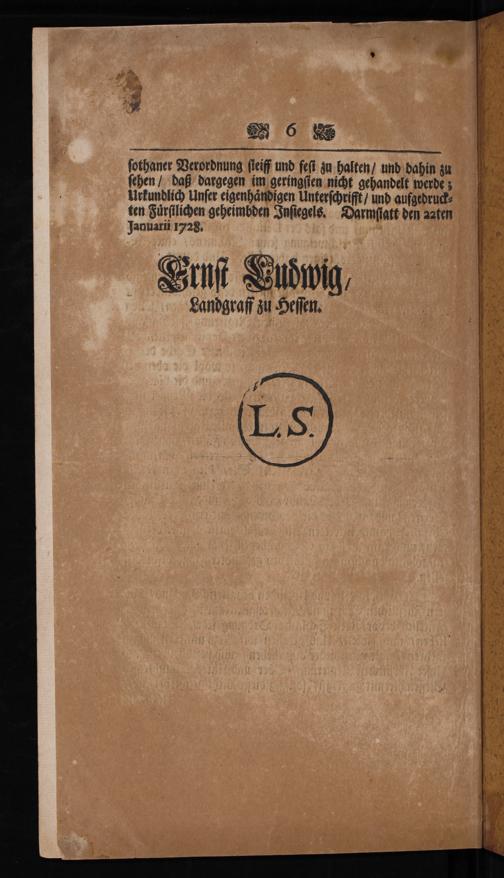 6
sothaner Verordnung steiff und fest zu halten / und dahin zu
sehen / daß dargegen im geringsten nicht gehandelt werde;
Urkundlich Unser eigenhändigen Unterschrifft / und aufgedruck-
ten Fürstlichen geheimbden Insiegels. Darmstatt den 22ten
Januarii 1728.
Ernst Ludwig,
Landgraff zu Hessen.
L.S.